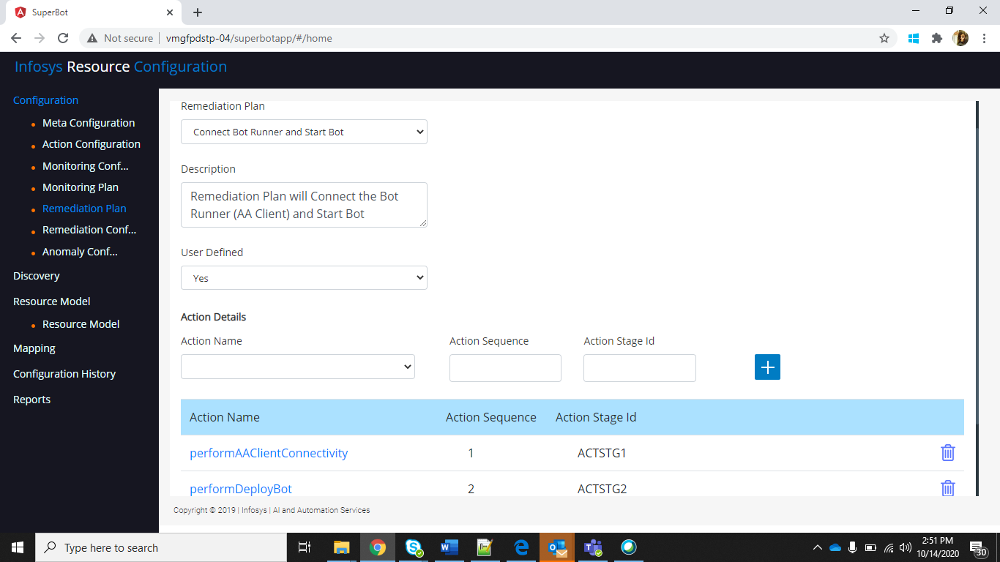 SuperBot
Not secure
vmgfpdstp-04/superbotapp/#/home
Infosys Resource Configuration
Configuration
Meta Configuration
Action Configuration
Monitoring Conf...
Monitoring Plan
Remediation Plan
Remediation Conf...
Anomaly Conf...
Discovery
Resource Model
Resource Model
Mapping
Configuration History
Reports
Remediation Plan
Connect Bot Runner and Start Bot
Description
Remediation Plan will Connect the Bot
Runner (AA Client) and Start Bot
User Defined
Yes
Action Details
Action Name Action Sequence Action Stage Id
Action Name Action Sequence Action Stage Id
performAAClientConnectivity 1 ACTSTG1
performDeployBot 2 ACTSTG2
Copyright © 2019 | Infosys | AI and Automation Services
Type here to search
2:51 PM
10/14/2020
30